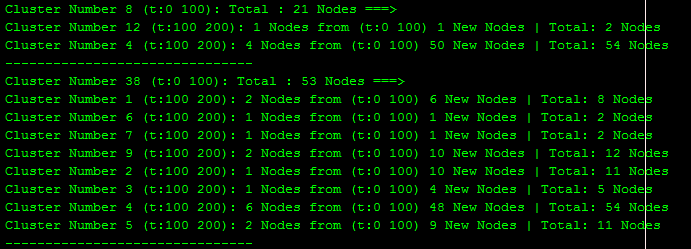 Cluster Number 8 (t:0 100): Total : 21 Nodes ===>
Cluster Number 12 (t:100 200): 1 Nodes from (t:0 100) 1 New Nodes | Total: 2 Nodes
Cluster Number 4 (t:100 200): 4 Nodes from (t:0 100) 50 New Nodes | Total: 54 Nodes
-------------------------------
Cluster Number 38 (t:0 100): Total : 53 Nodes ===>
Cluster Number 1 (t:100 200): 2 Nodes from (t:0 100) 6 New Nodes | Total: 8 Nodes
Cluster Number 6 (t:100 200): 1 Nodes from (t:0 100) 1 New Nodes | Total: 2 Nodes
Cluster Number 7 (t:100 200): 1 Nodes from (t:0 100) 1 New Nodes | Total: 2 Nodes
Cluster Number 9 (t:100 200): 2 Nodes from (t:0 100) 10 New Nodes | Total: 12 Nodes
Cluster Number 2 (t:100 200): 1 Nodes from (t:0 100) 10 New Nodes | Total: 11 Nodes
Cluster Number 3 (t:100 200): 1 Nodes from (t:0 100) 4 New Nodes | Total: 5 Nodes
Cluster Number 4 (t:100 200): 6 Nodes from (t:0 100) 48 New Nodes | Total: 54 Nodes
Cluster Number 5 (t:100 200): 2 Nodes from (t:0 100) 9 New Nodes | Total: 11 Nodes
-------------------------------